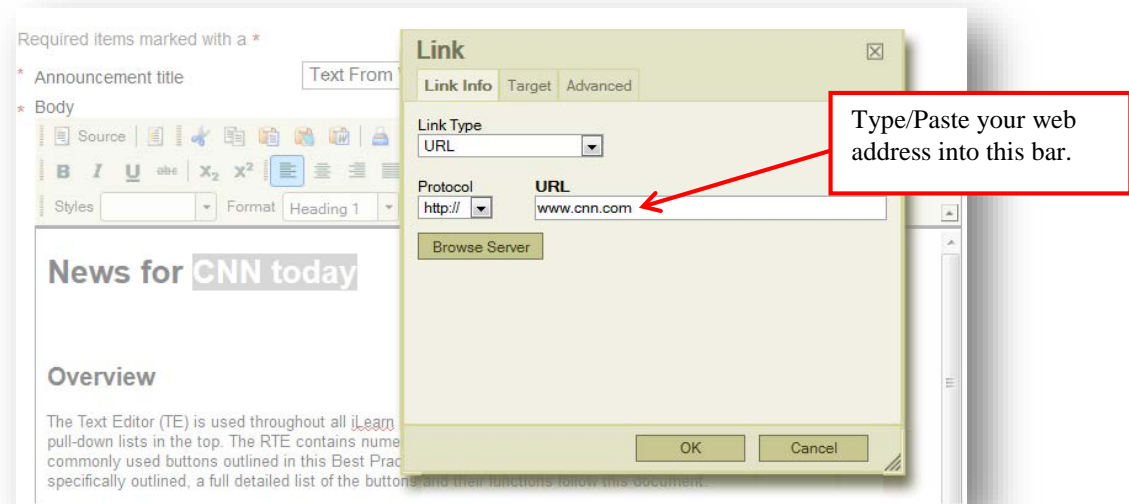 Required items marked with a *
* Announcement title
Text From
* Body
Source
B I U abc X₂ X²
Styles Format Heading 1
News for CNN today
Overview
The Text Editor (TE) is used throughout all iLearn
pull-down lists in the top. The RTE contains nume
commonly used buttons outlined in this Best Prac
specifically outlined, a full detailed list of the buttons and their functions follow this document.
Link
Link Info Target Advanced
Link Type
URL
Protocol URL
http:// www.cnn.com
Browse Server
OK Cancel
Type/Paste your web
address into this bar.